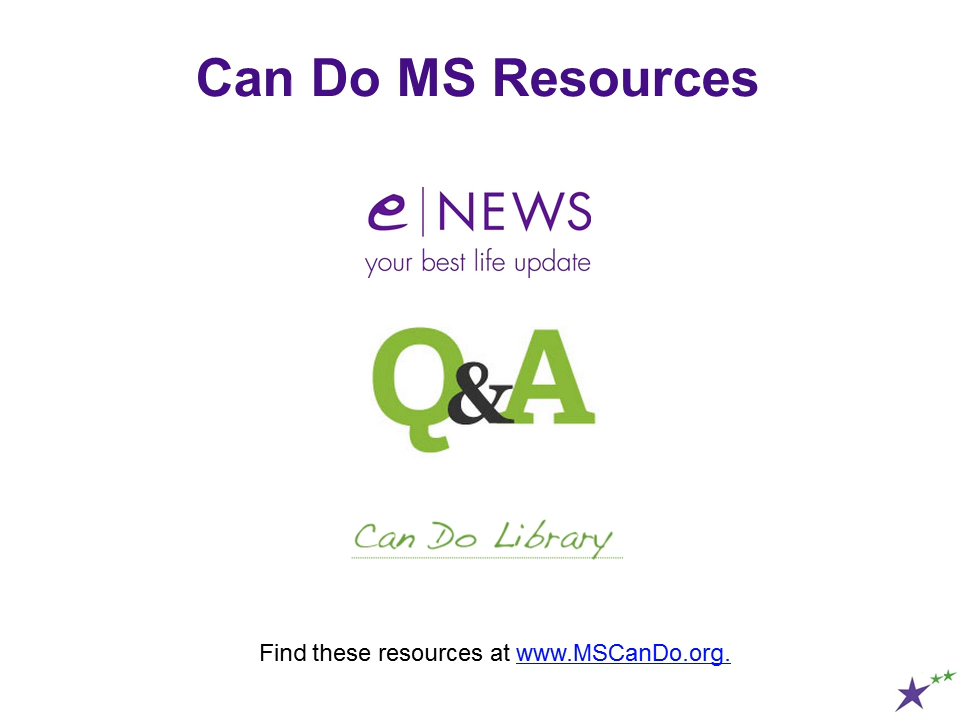 Can Do MS Resources
e|NEWS
your best life update
Q&A
Can Do Library
Find these resources at www.MSCanDo.org.